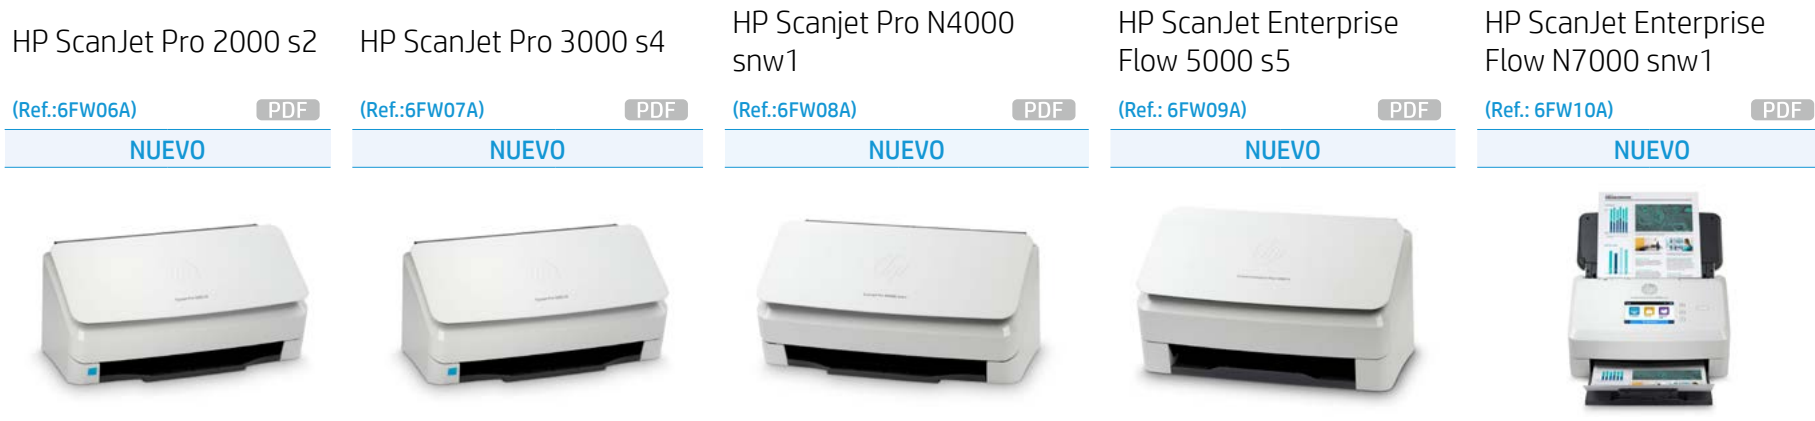 HP ScanJet Pro 2000 s2
(Ref.:6FW06A)
PDF
NUEVO
HP ScanJet Pro 3000 s4
(Ref.:6FW07A)
PDF
NUEVO
HP Scanjet Pro N4000
snw1
(Ref.:6FW08A)
PDF
NUEVO
hp
HP ScanJet Enterprise
Flow 5000 s5
(Ref.: 6FW09A)
PDF
NUEVO
hp
HP ScanJet Enterprise
Flow N7000 snw1
(Ref.: 6FW10A)
PDF
NUEVO